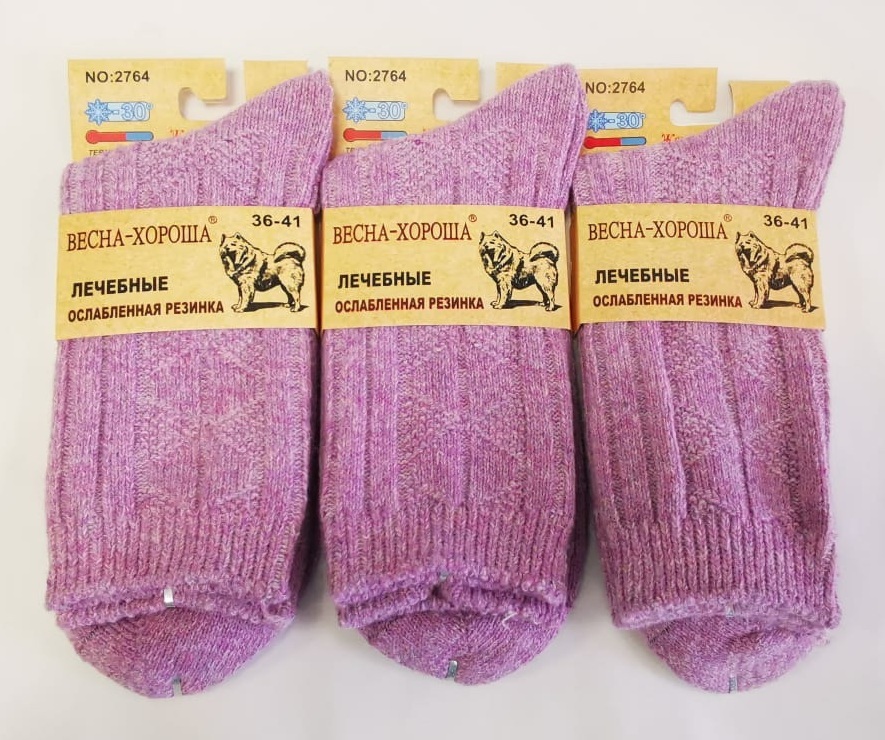 NO:2764
-30°
ВЕСНА-ХОРОША®
36-41
ЛЕЧЕБНЫЕ
ОСЛАБЛЕННАЯ РЕЗИНКА
NO:2764
-30°
ВЕСНА-ХОРОША®
36-41
ЛЕЧЕБНЫЕ
ОСЛАБЛЕННАЯ РЕЗИНКА
NO:2764
-30°
ВЕСНА-ХОРОША®
36-41
ЛЕЧЕБНЫЕ
ОСЛАБЛЕННАЯ РЕЗИНКА